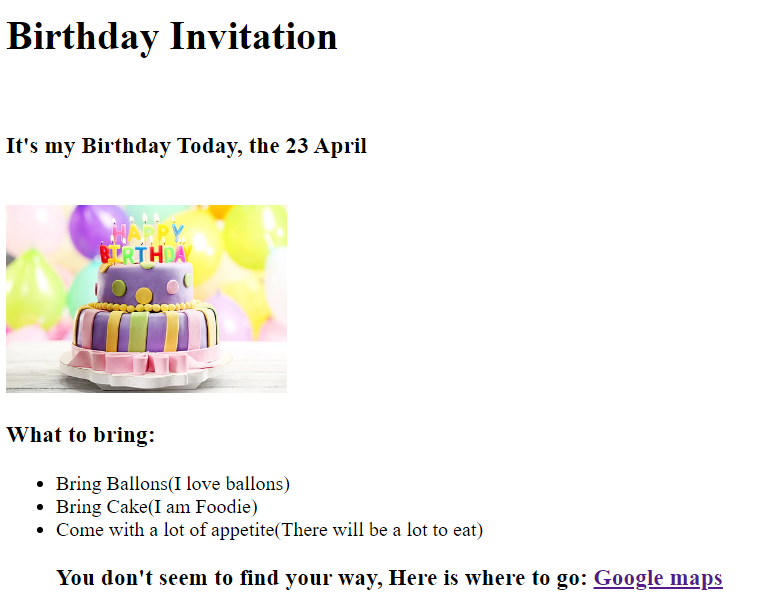 Birthday Invitation
It's my Birthday Today, the 23 April
HAPPY
BIRTHDAY
What to bring:
Bring Ballons(I love ballons)
Bring Cake(I am Foodie)
Come with a lot of appetite(There will be a lot to eat)
You don't seem to find your way, Here is where to go: Google maps